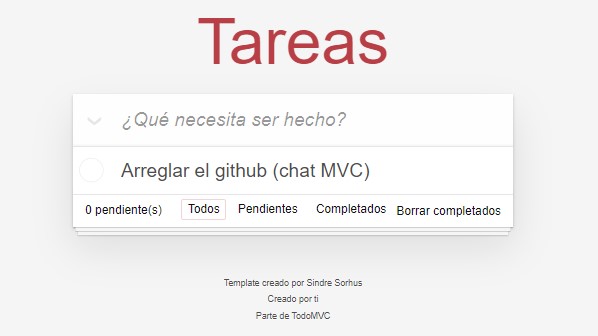 Tareas
¿Qué necesita ser hecho?
Arreglar el github (chat MVC)
0 pendiente(s) Todos Pendientes Completados Borrar completados
Template creado por Sindre Sorhus
Creado por ti
Parte de TodoMVC